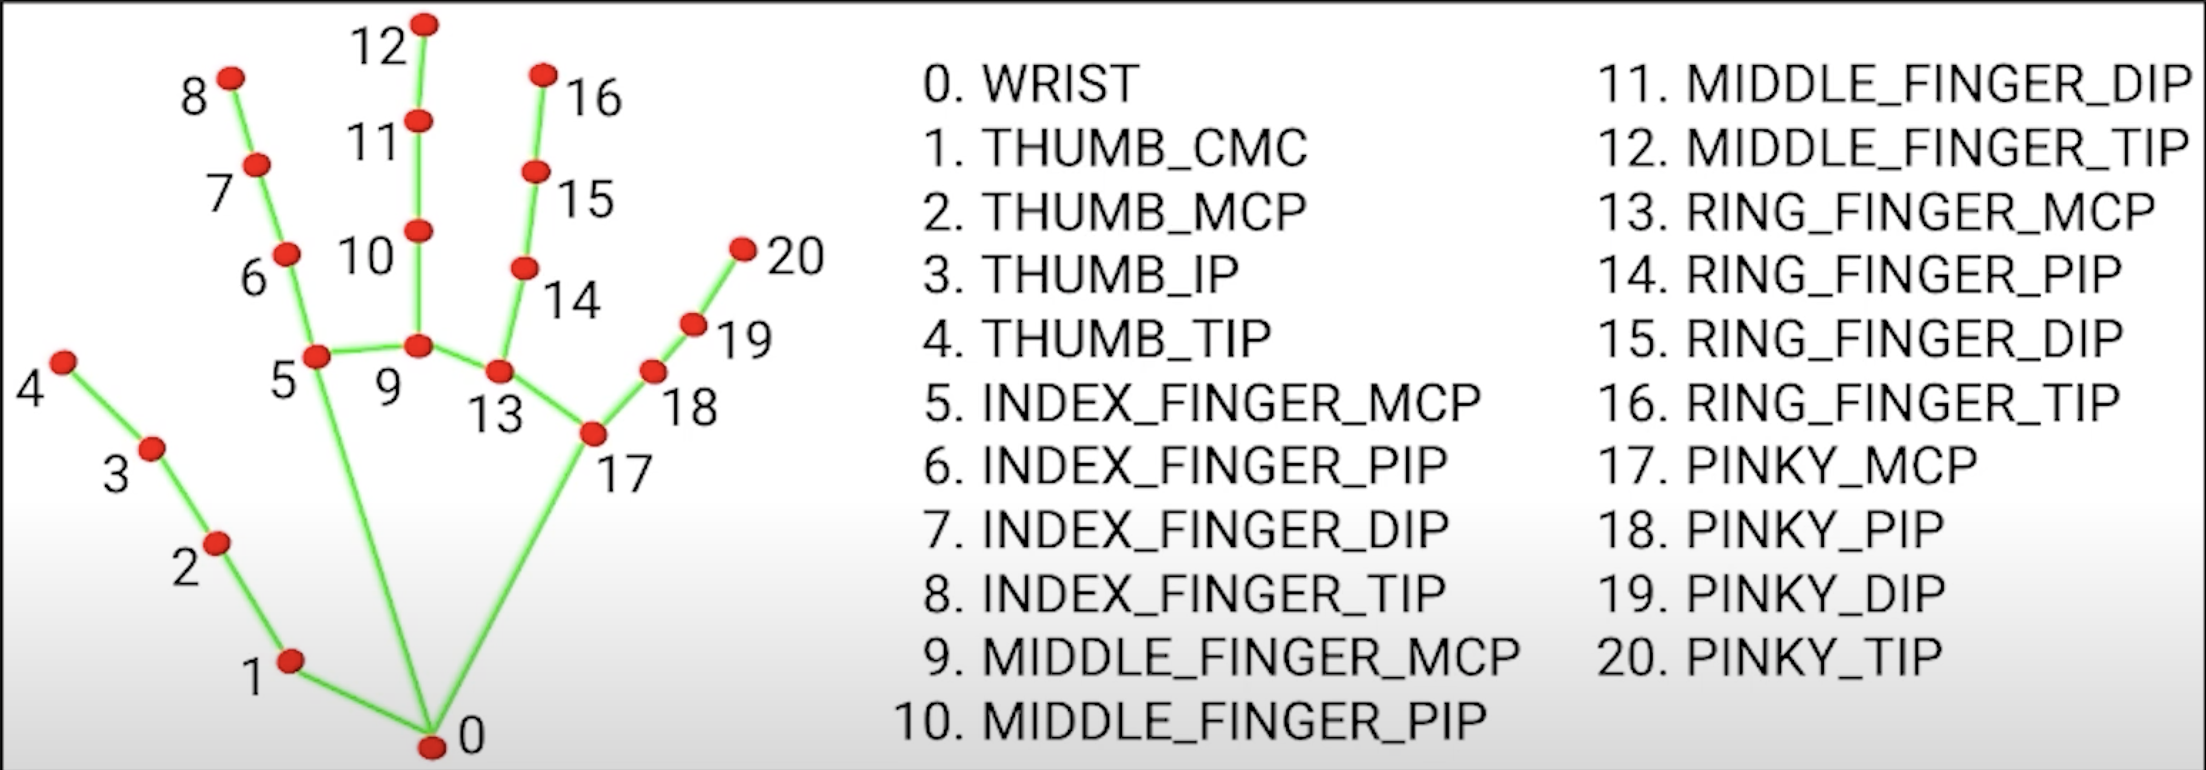 12
8
16
11
7
15
10
20
6
14
19
4
5
9
18
13
3
17
2
1
0
0. WRIST
1. THUMB_CMC
2. THUMB_MCP
3. THUMB_IP
4. THUMB_TIP
5. INDEX_FINGER_MCP
6. INDEX_FINGER_PIP
7. INDEX_FINGER_DIP
8. INDEX_FINGER_TIP
9. MIDDLE_FINGER_MCP
10. MIDDLE_FINGER_PIP
11. MIDDLE_FINGER_DIP
12. MIDDLE_FINGER_TIP
13. RING_FINGER_MCP
14. RING_FINGER_PIP
15. RING_FINGER_DIP
16. RING_FINGER_TIP
17. PINKY_MCP
18. PINKY_PIP
19. PINKY_DIP
20. PINKY_TIP